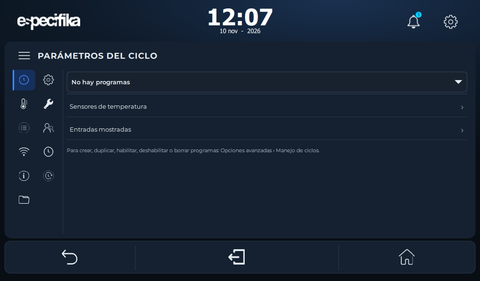 e-specifika
12:07
10 nov - 2026
PARÁMETROS DEL CICLO
No hay programas
Sensores de temperatura
Entradas mostradas
Para crear, duplicar, habilitar, deshabilitar o borrar programas: Opciones avanzadas › Manejo de ciclos.